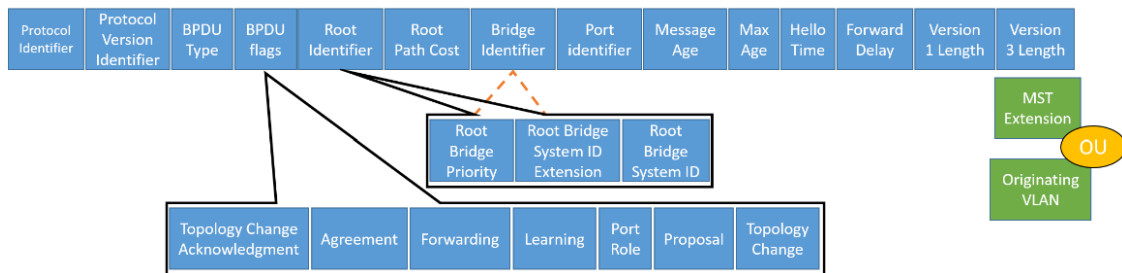 Protocol
Identifier
Protocol
Version
Identifier
BPDU
Type
BPDU
flags
Root
Identifier
Root
Path Cost
Bridge
Identifier
Port
identifier
Message
Age
Max
Age
Hello
Time
Forward
Delay
Version
1 Length
Version
3 Length
MST
Extension
OU
Originating
VLAN
Root
Bridge
Priority
Root Bridge
System ID
Extension
Root
Bridge
System ID
Topology Change
Acknowledgment
Agreement
Forwarding
Learning
Port
Role
Proposal
Topology
Change